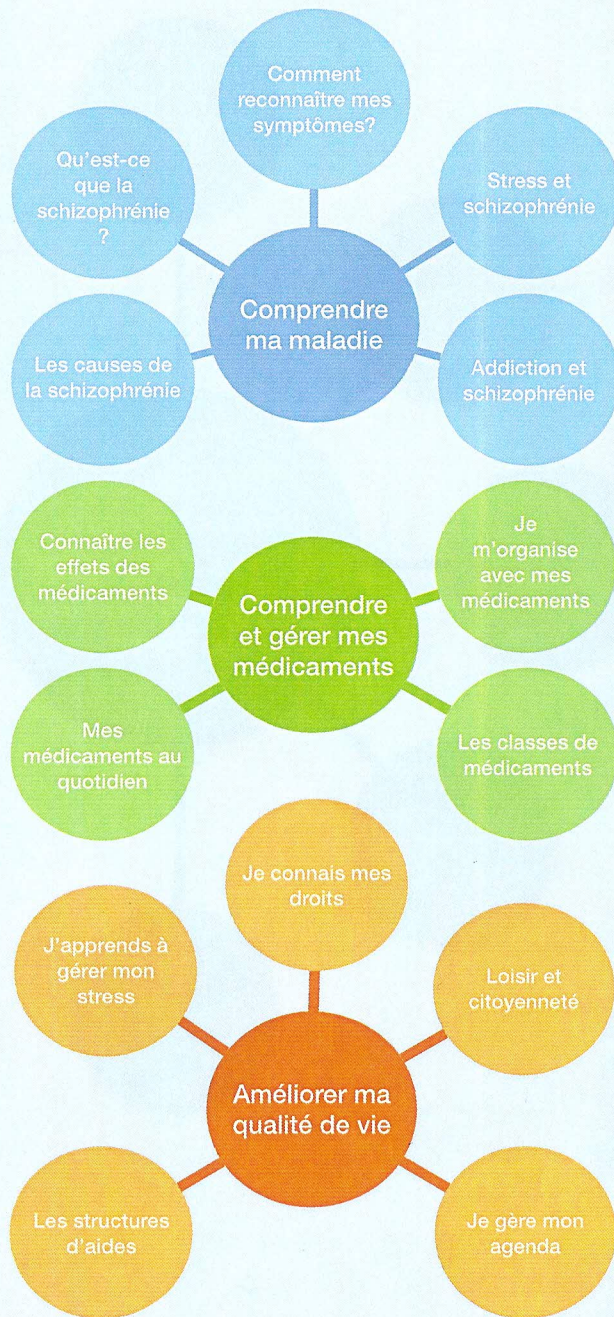 Comment
reconnaître mes
symptômes?
Qu'est-ce
que la
schizophrénie
?
Stress et
schizophrénie
Comprendre
ma maladie
Les causes de
la schizophrénie
Addiction et
schizophrénie
Connaître les
effets des
médicaments
Je
m'organise
avec mes
médicaments
Comprendre
et gérer mes
médicaments
Mes
médicaments au
quotidien
Les classes de
médicaments
Je connais mes
droits
J'apprends à
gérer mon
stress
Loisir et
citoyenneté
Améliorer ma
qualité de vie
Les structures
d'aides
Je gère mon
agenda